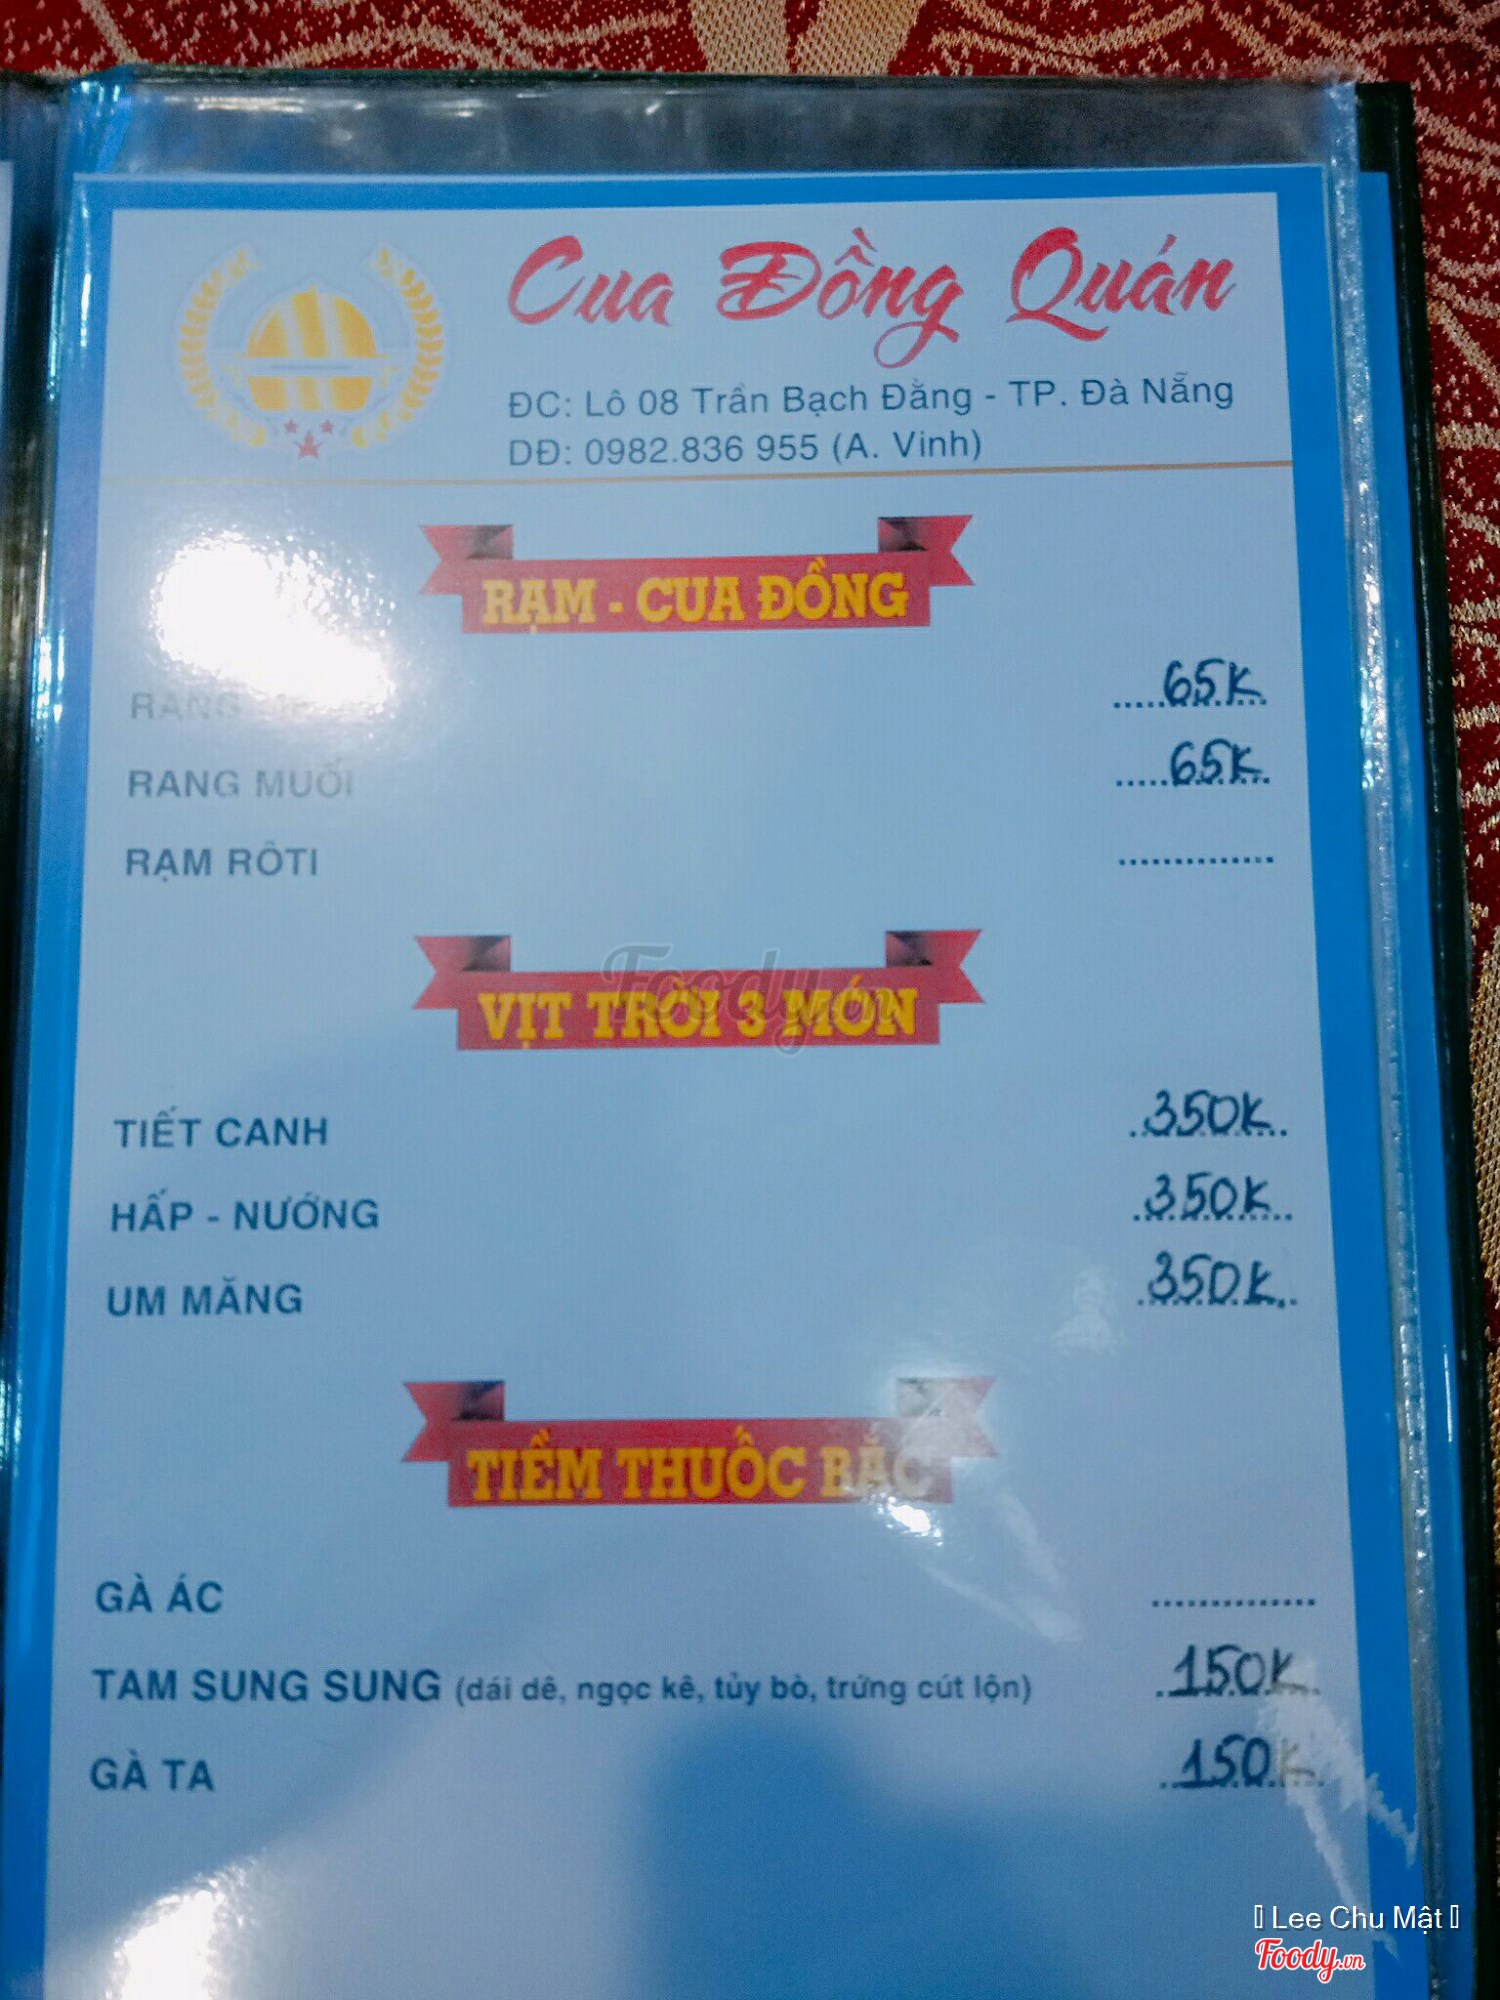 Cua Đồng Quán
ĐC: Lô 08 Trần Bạch Đằng - TP. Đà Nẵng
DĐ: 0982.836 955 (A. Vinh)
RẠM - CUA ĐỒNG
RANG ..... 65K
RANG MUỐI ..... 65K
RẠM RÔTI ..............
VỊT TRỜI 3 MÓN
TIẾT CANH ..... 350K
HẤP - NƯỚNG ..... 350K
UM MĂNG ..... 350K
TIỀM THUỐC BẮC
GÀ ÁC ..............
TAM SUNG SUNG (dái dê, ngọc kê, tủy bò, trứng cút lộn) ..... 150K
GÀ TA ..... 150K
Foody.vn
Lee Chu Mật
Foody.vn